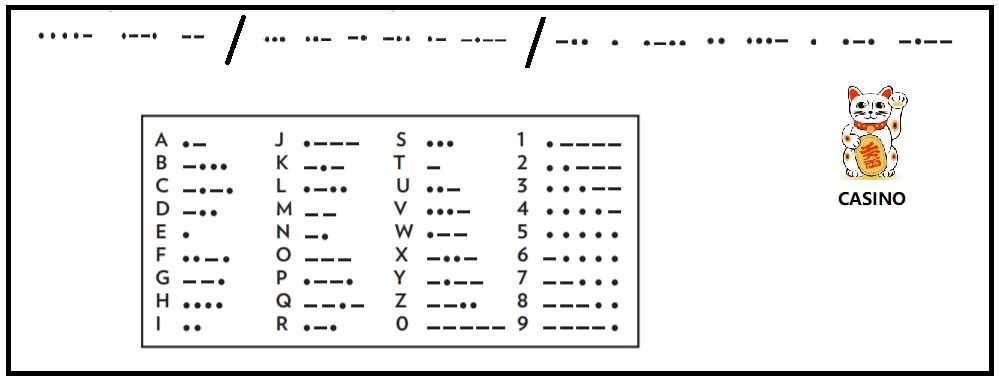 ••••– •––• –– / ••• ••– –• –•• •– –•–– / –•• • •–•• •• •••– • •–• –•––
A •– J •––– S ••• 1 •––––
B –••• K –•– T – 2 ••–––
C –•–• L •–•• U ••– 3 •••––
D –•• M –– V •••– 4 ••••–
E • N –• W •–– 5 •••••
F ••–• O ––– X –••– 6 –••••
G ––• P •––• Y –•–– 7 ––•••
H •••• Q ––•– Z ––•• 8 –––••
I •• R •–• 0 ––––– 9 ––––•
CASINO